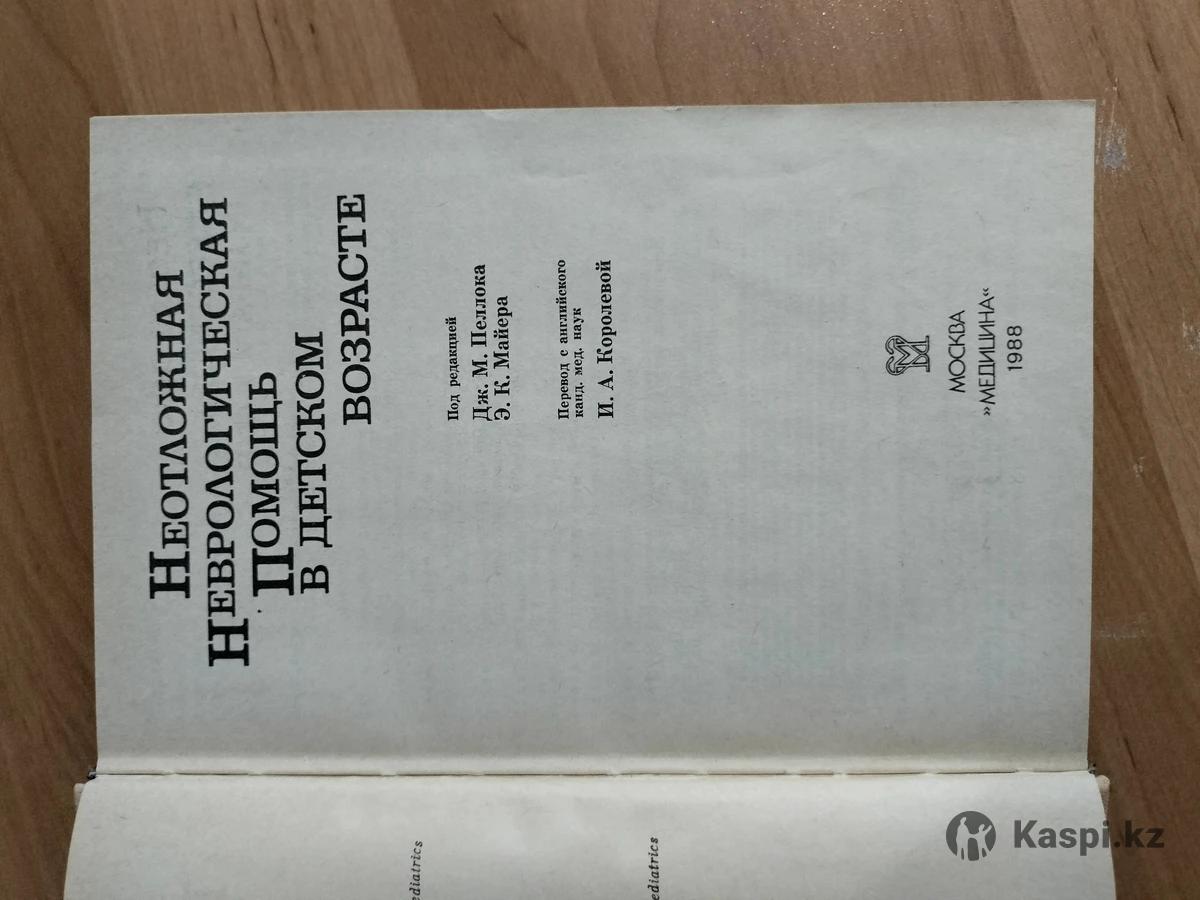 НЕОТЛОЖНАЯ
НЕВРОЛОГИЧЕСКАЯ
ПОМОЩЬ
В ДЕТСКОМ
ВОЗРАСТЕ
Под редакцией
Дж. М. Пеллока
Э. К. Майера
Перевод с английского
канд. мед. наук
И. А. Королевой
МОСКВА
»МЕДИЦИНА«
1988
ediatrics
ediatrics
Kaspi.kz